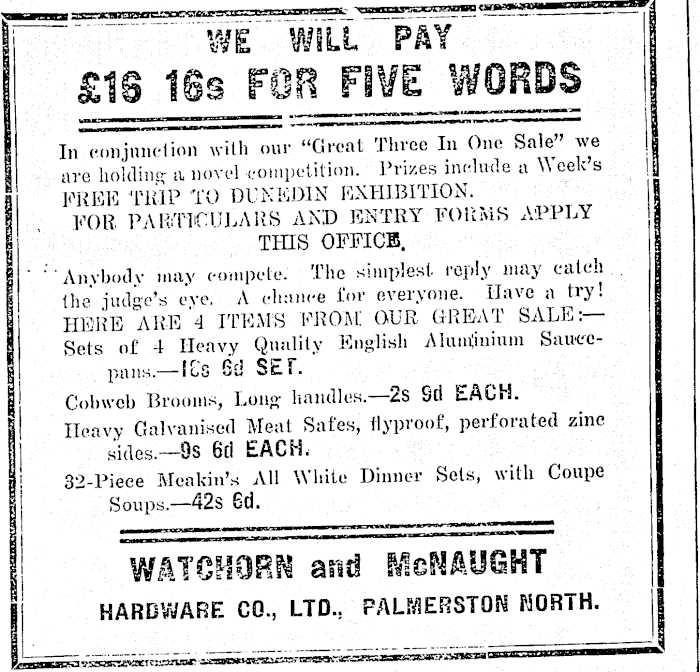 WE WILL PAY
£16 16s FOR FIVE WORDS
In conjunction with our "Great Three In One Sale" we
are holding a novel competition. Prizes include a Week's
FREE TRIP TO DUNEDIN EXHIBITION.
FOR PARTICULARS AND ENTRY FORMS APPLY
THIS OFFICE.
Anybody may compete. The simplest reply may catch
the judge's eye. A chance for everyone. Have a try!
HERE ARE 4 ITEMS FROM OUR GREAT SALE:—
Sets of 4 Heavy Quality English Aluminium Sauce-
pans.— 6d SET.
Cobweb Brooms, Long handles.—2s 9d EACH.
Heavy Galvanised Meat Safes, flyproof, perforated zinc
sides.—9s 6d EACH.
32-Piece Meakin's All White Dinner Sets, with Coupe
Soups.—42s 6d.
WATCHORN and McNAUGHT
HARDWARE CO., LTD., PALMERSTON NORTH.